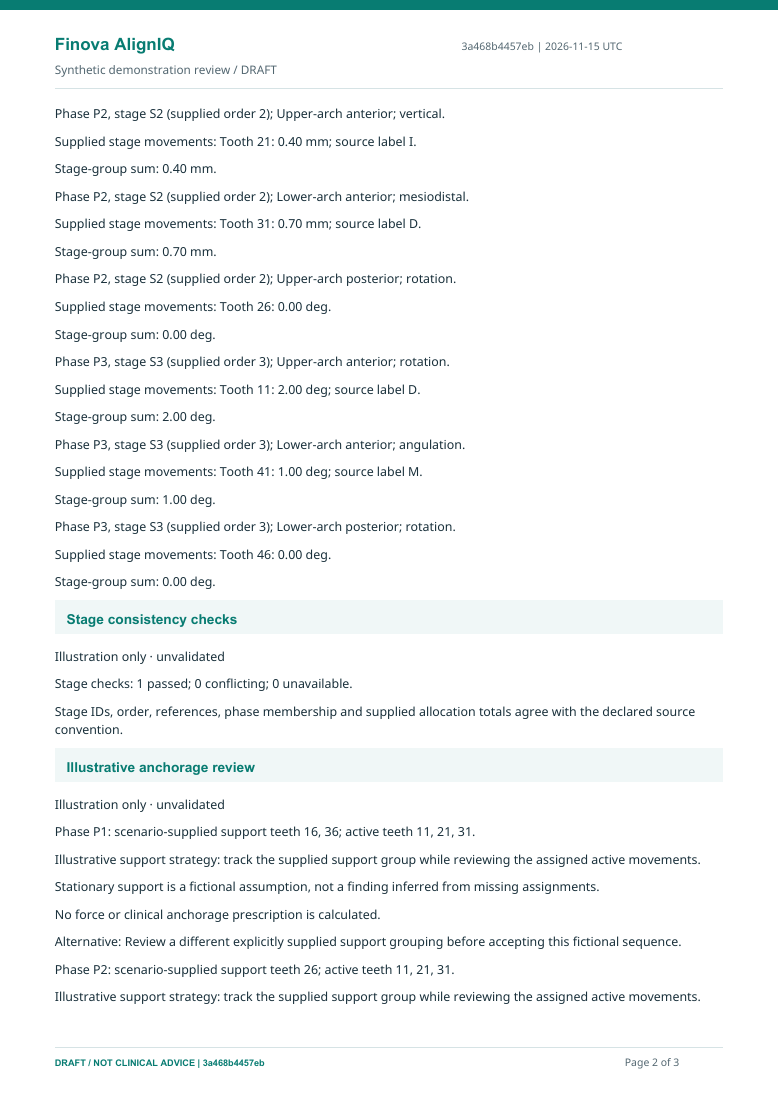 Finova AlignIQ
3a468b4457eb | 2026-11-15 UTC
Synthetic demonstration review / DRAFT
Phase P2, stage S2 (supplied order 2); Upper-arch anterior; vertical.
Supplied stage movements: Tooth 21: 0.40 mm; source label I.
Stage-group sum: 0.40 mm.
Phase P2, stage S2 (supplied order 2); Lower-arch anterior; mesiodistal.
Supplied stage movements: Tooth 31: 0.70 mm; source label D.
Stage-group sum: 0.70 mm.
Phase P2, stage S2 (supplied order 2); Upper-arch posterior; rotation.
Supplied stage movements: Tooth 26: 0.00 deg.
Stage-group sum: 0.00 deg.
Phase P3, stage S3 (supplied order 3); Upper-arch anterior; rotation.
Supplied stage movements: Tooth 11: 2.00 deg; source label D.
Stage-group sum: 2.00 deg.
Phase P3, stage S3 (supplied order 3); Lower-arch anterior; angulation.
Supplied stage movements: Tooth 41: 1.00 deg; source label M.
Stage-group sum: 1.00 deg.
Phase P3, stage S3 (supplied order 3); Lower-arch posterior; rotation.
Supplied stage movements: Tooth 46: 0.00 deg.
Stage-group sum: 0.00 deg.
Stage consistency checks
Illustration only · unvalidated
Stage checks: 1 passed; 0 conflicting; 0 unavailable.
Stage IDs, order, references, phase membership and supplied allocation totals agree with the declared source
convention.
Illustrative anchorage review
Illustration only · unvalidated
Phase P1: scenario-supplied support teeth 16, 36; active teeth 11, 21, 31.
Illustrative support strategy: track the supplied support group while reviewing the assigned active movements.
Stationary support is a fictional assumption, not a finding inferred from missing assignments.
No force or clinical anchorage prescription is calculated.
Alternative: Review a different explicitly supplied support grouping before accepting this fictional sequence.
Phase P2: scenario-supplied support teeth 26; active teeth 11, 21, 31.
Illustrative support strategy: track the supplied support group while reviewing the assigned active movements.
DRAFT / NOT CLINICAL ADVICE | 3a468b4457eb
Page 2 of 3